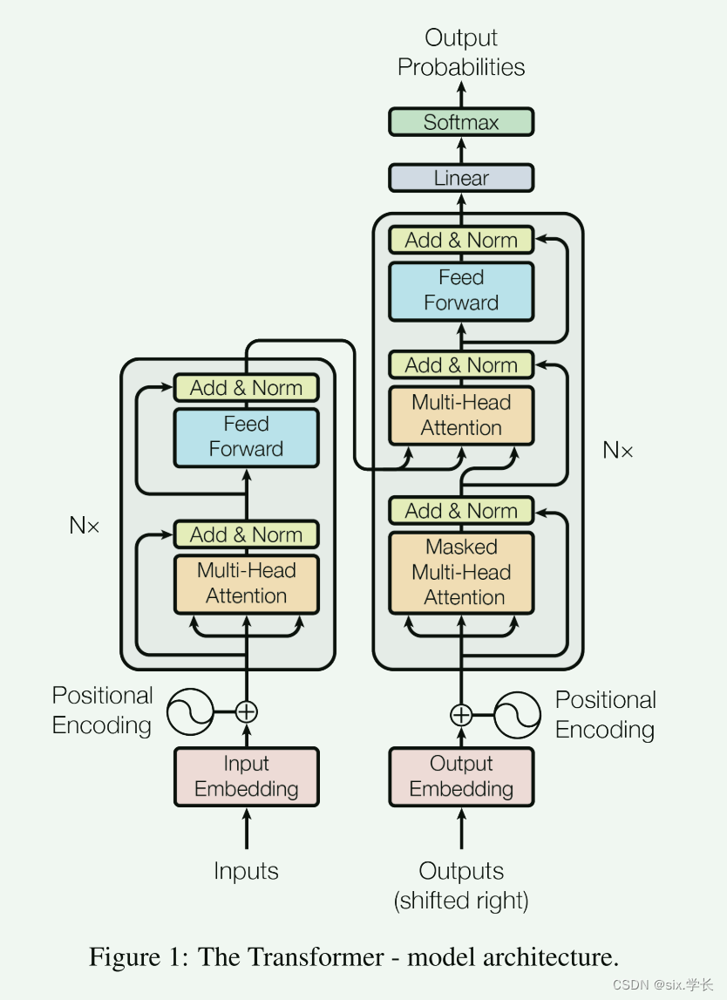 Output
Probabilities
Softmax
Linear
Add & Norm
Feed
Forward
Add & Norm
Multi-Head
Attention
Add & Norm
Masked
Multi-Head
Attention
Nx
Add & Norm
Feed
Forward
Add & Norm
Multi-Head
Attention
N×
Positional
Encoding
Positional
Encoding
Input
Embedding
Output
Embedding
Inputs
Outputs
(shifted right)
Figure 1: The Transformer - model architecture.
CSDN @six.学长